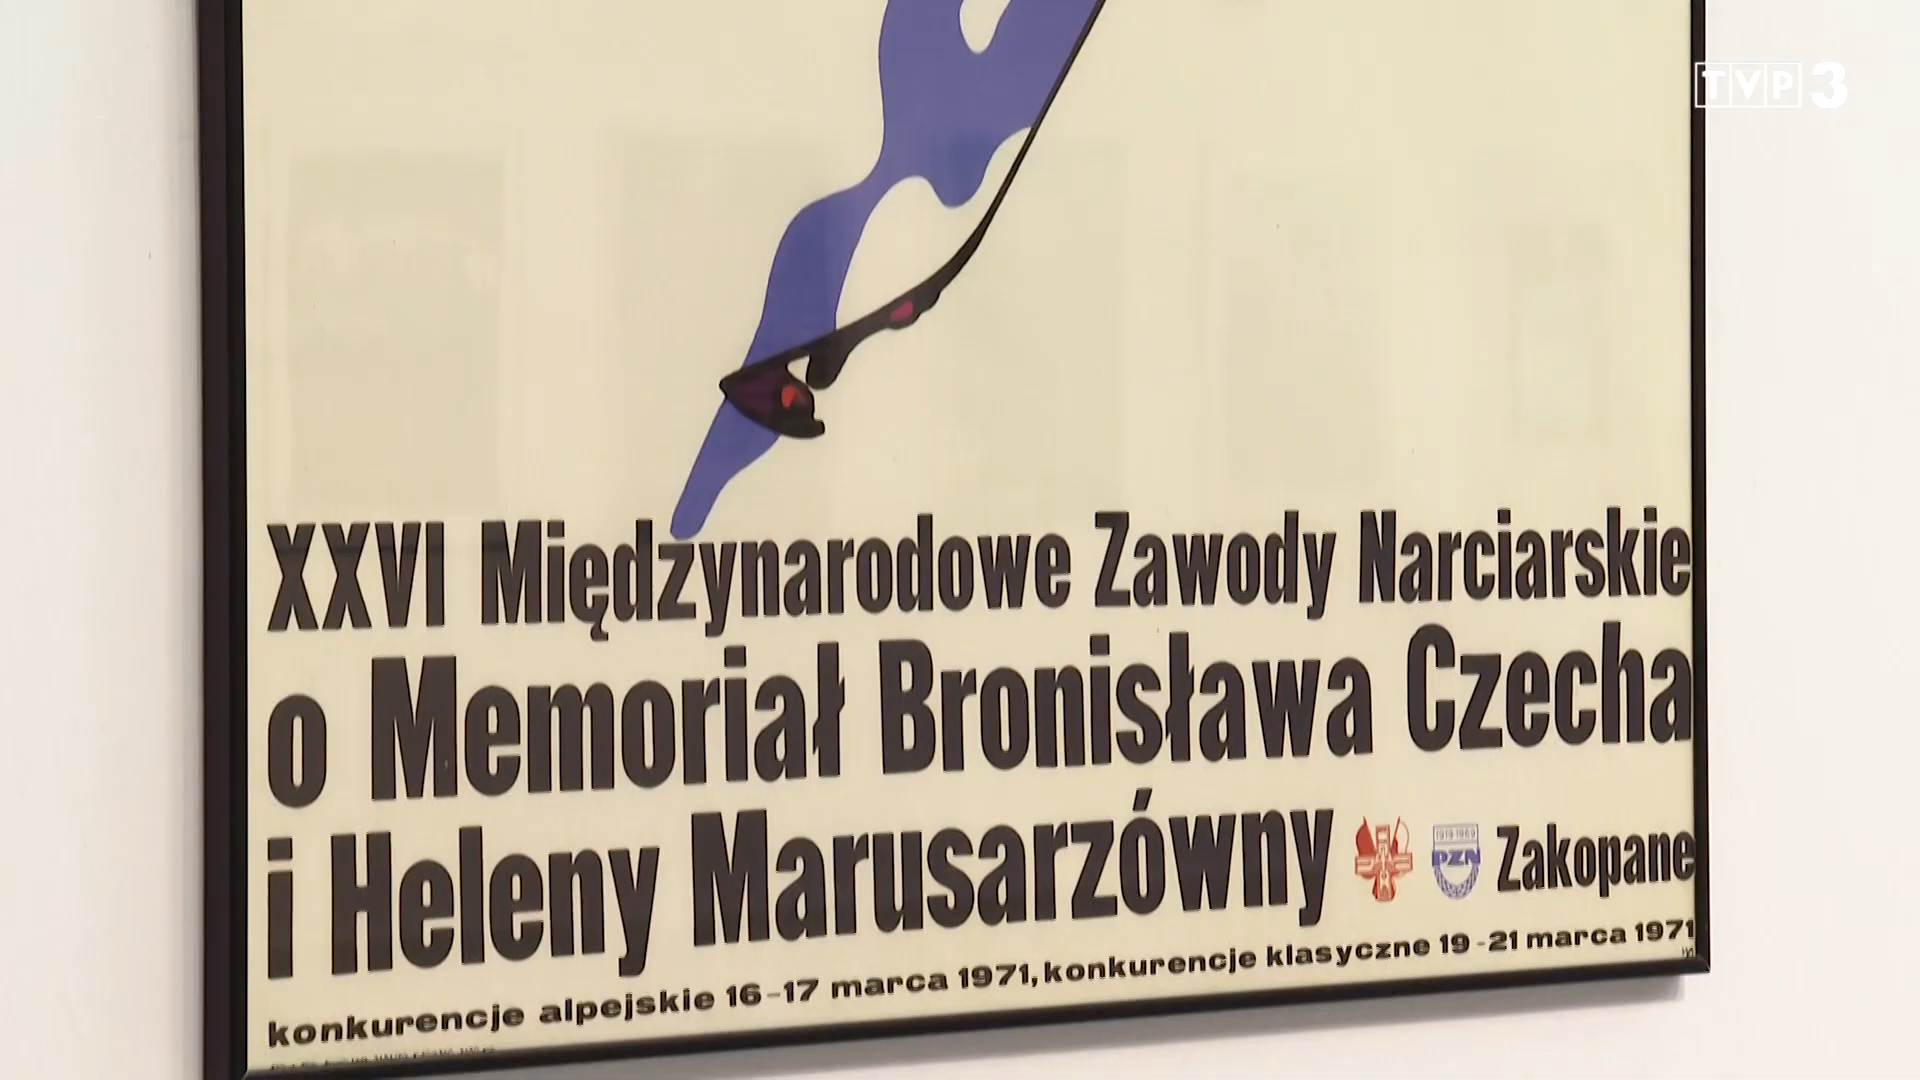 TVP3
XXVI Międzynarodowe Zawody Narciarskie
o Memoriał Bronisława Czecha
i Heleny Marusarzówny
1919 1969
PZN
Zakopane
konkurencje alpejskie 16-17 marca 1971, konkurencje klasyczne 19-21 marca 1971